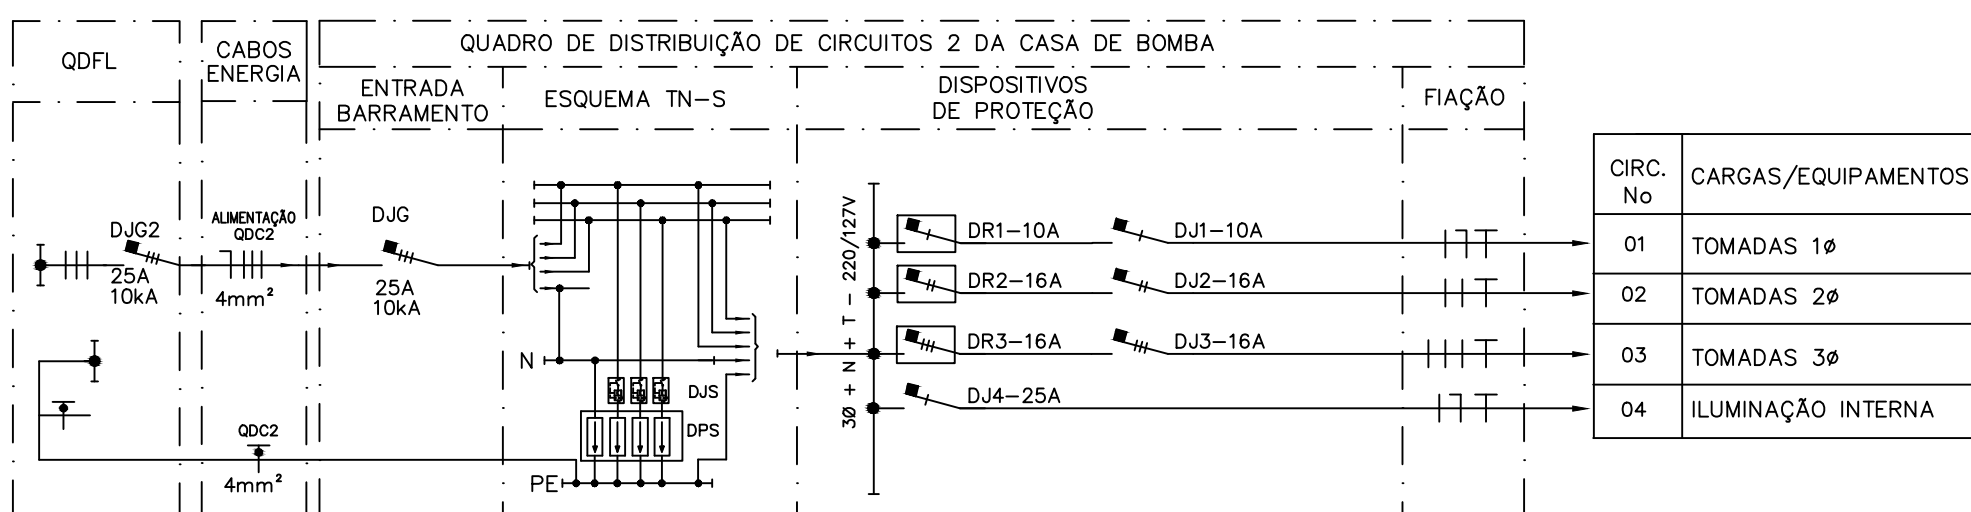 QDFL
CABOS
ENERGIA
QUADRO DE DISTRIBUIÇÃO DE CIRCUITOS 2 DA CASA DE BOMBA
ENTRADA
BARRAMENTO
ESQUEMA TN-S
DISPOSITIVOS
DE PROTEÇÃO
FIAÇÃO
DJG2
25A
10kA
ALIMENTAÇÃO
QDC2
4mm²
DJG
25A
10kA
N
DJS
DPS
PE
QDC2
4mm²
3Ø + N + T - 220/127V
DR1-10A
DJ1-10A
DR2-16A
DJ2-16A
DR3-16A
DJ3-16A
DJ4-25A
CIRC.
No
CARGAS/EQUIPAMENTOS
01
TOMADAS 1ø
02
TOMADAS 2ø
03
TOMADAS 3ø
04
ILUMINAÇÃO INTERNA